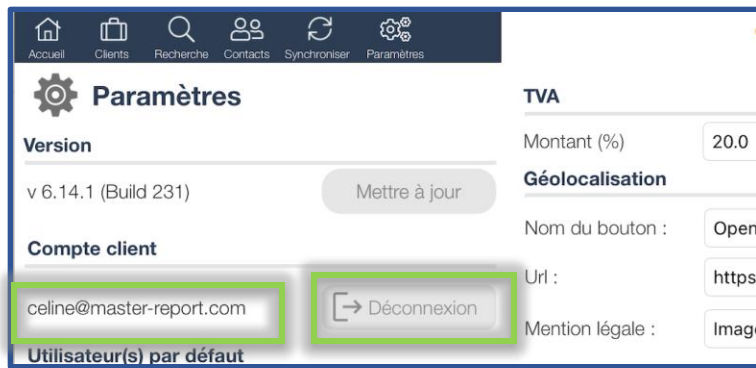 Accueil Clients Recherche Contacts Synchroniser Paramètres
Paramètres
Version
v 6.14.1 (Build 231) Mettre à jour
Compte client
celine@master-report.com Déconnexion
Utilisateur(s) par défaut
TVA
Montant (%) 20.0
Géolocalisation
Nom du bouton : Open
Url : https
Mention légale : Imag